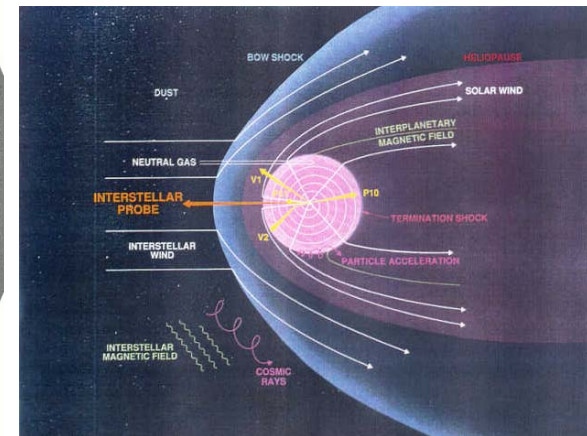 BOW SHOCK
HELIOPAUSE
DUST
SOLAR WIND
INTERPLANETARY
MAGNETIC FIELD
NEUTRAL GAS
V1
INTERSTELLAR
PROBE
P10
TERMINATION SHOCK
V2
INTERSTELLAR
WIND
PARTICLE ACCELERATION
INTERSTELLAR
MAGNETIC FIELD
COSMIC
RAYS